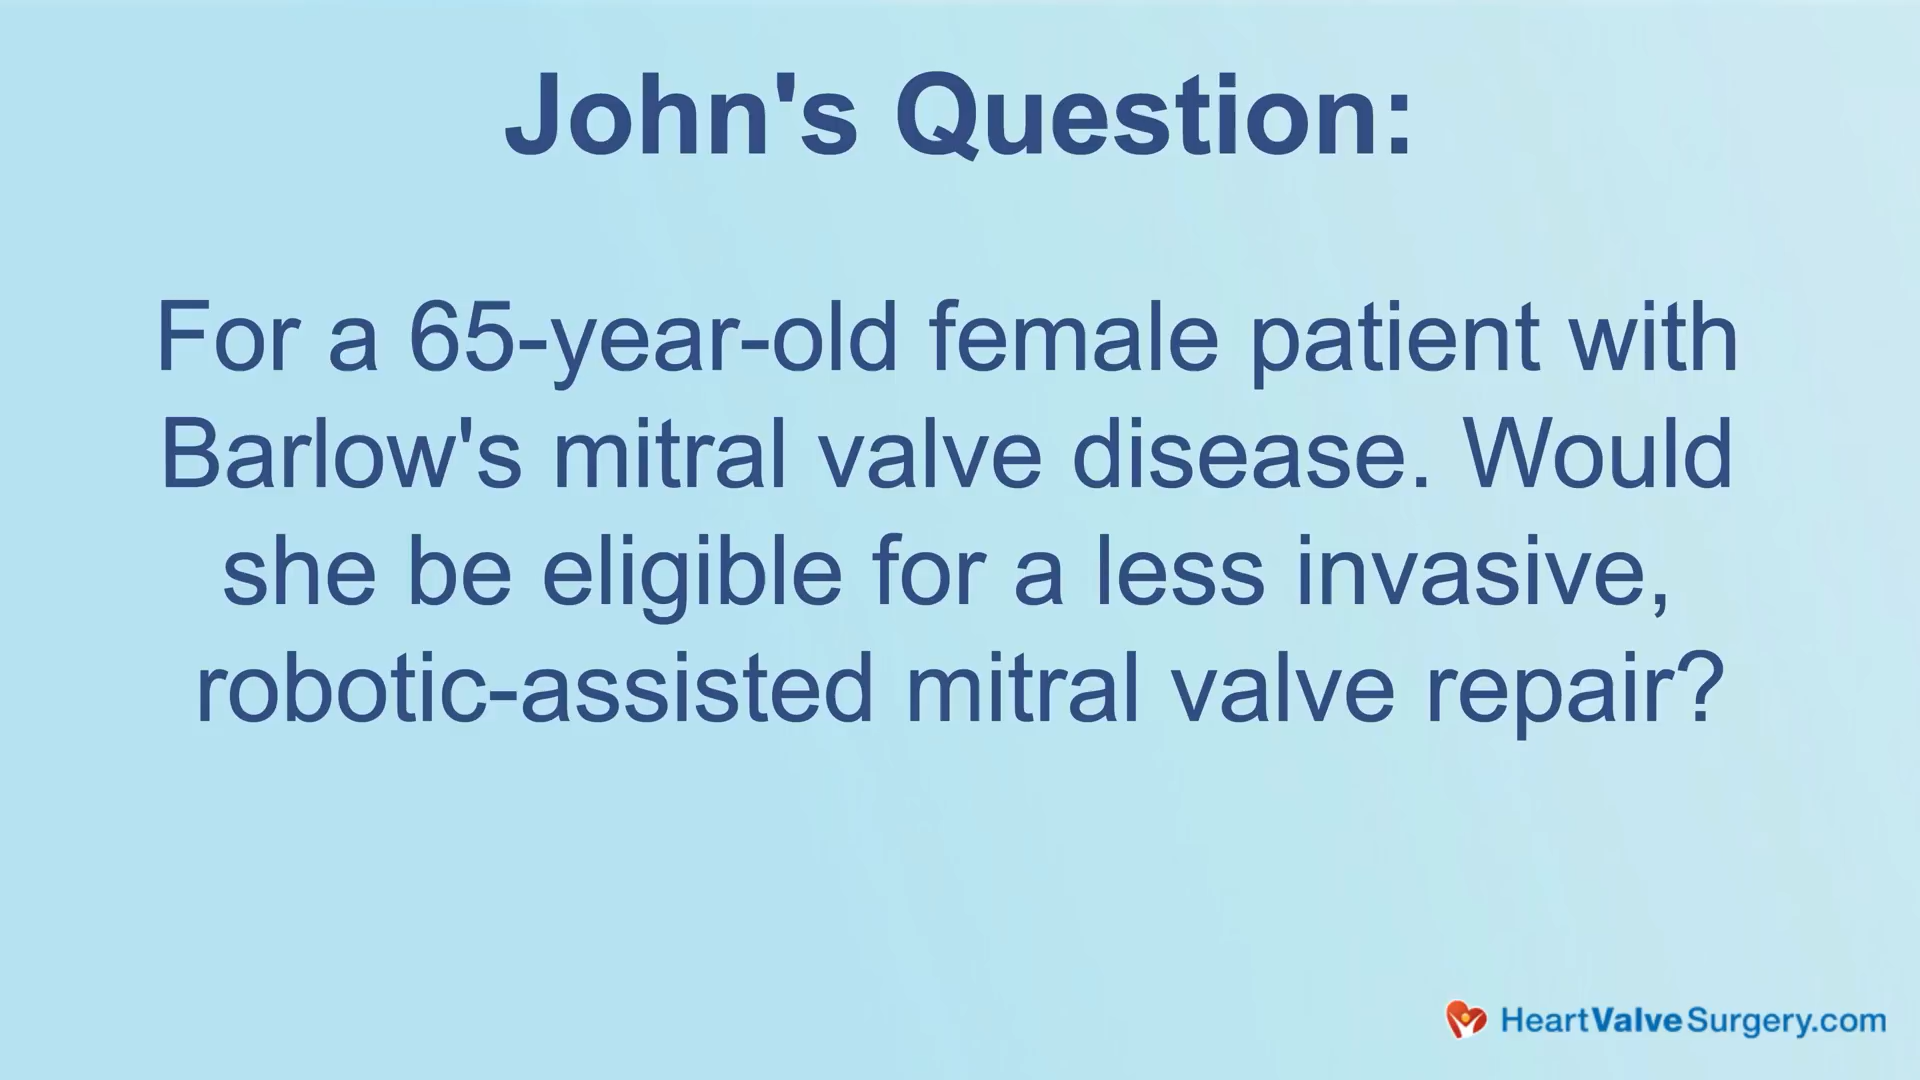 John's Question:
For a 65-year-old female patient with
Barlow's mitral valve disease. Would
she be eligible for a less invasive,
robotic-assisted mitral valve repair?
HeartValveSurgery.com